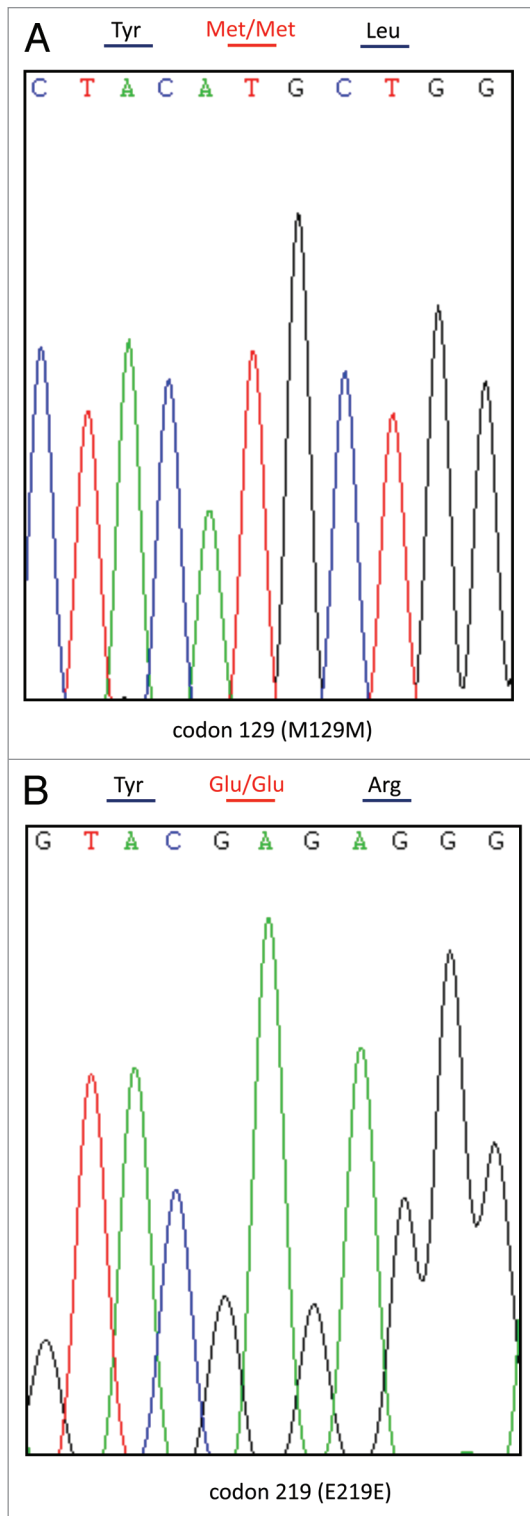 A
Tyr Met/Met Leu
C T A C A T G C T G G
codon 129 (M129M)
B
Tyr Glu/Glu Arg
G T A C G A G A G G G
codon 219 (E219E)